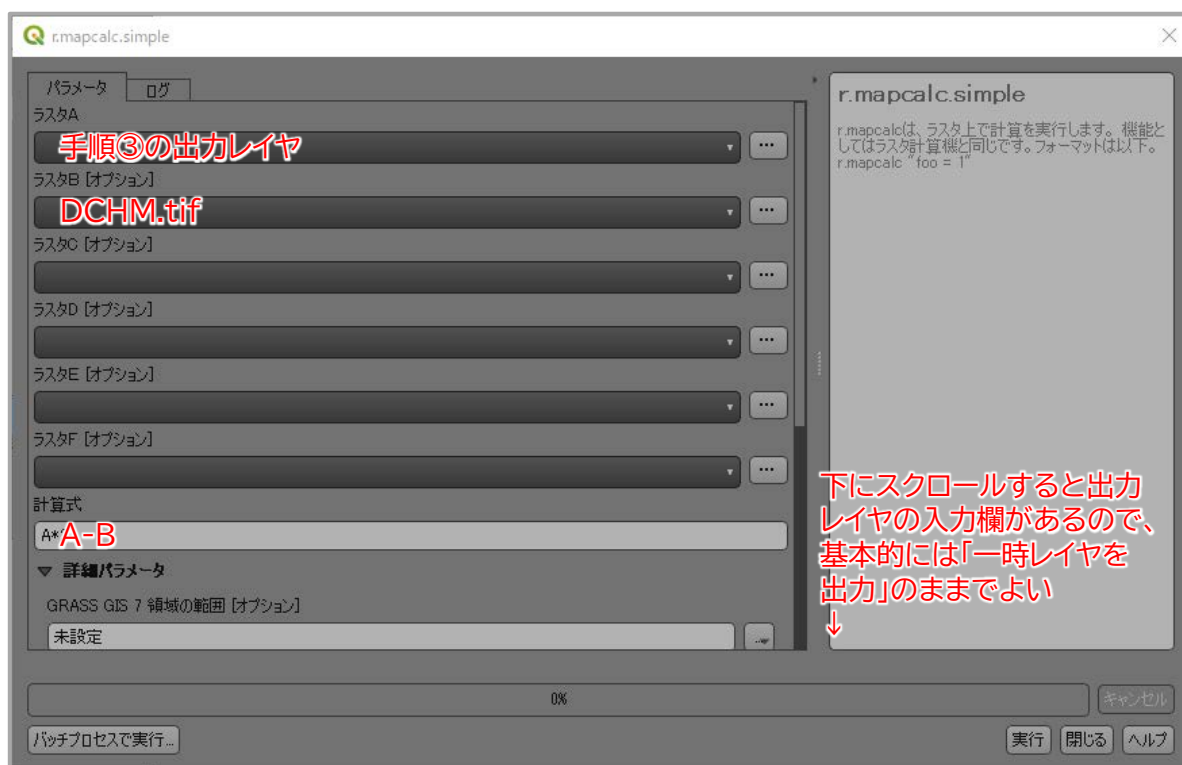 r.mapcalc.simple
パラメータ ログ
ラスタA
手順③の出力レイヤ
ラスタB [オプション]
DCHM.tif
ラスタC [オプション]
ラスタD [オプション]
ラスタE [オプション]
ラスタF [オプション]
計算式
A*
A-B
詳細パラメータ
GRASS GIS 7 領域の範囲 [オプション]
未設定
r.mapcalc.simple
r.mapcalcは、ラスタ上で計算を実行します。機能と
してはラスタ計算機と同じです。フォーマットは以下。
r.mapcalc "foo = 1"
下にスクロールすると出力
レイヤの入力欄があるので、
基本的には「一時レイヤを
出力」のままでよい
↓
0%
キャンセル
バッチプロセスで実行...
実行 閉じる ヘルプ